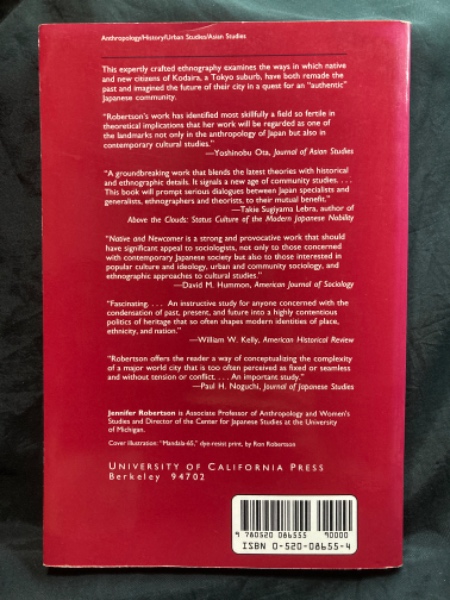 Anthropology/History/Urban Studies/Asian Studies
This expertly crafted ethnography examines the ways in which native
and new citizens of Kodaira, a Tokyo suburb, have both remade the
past and imagined the future of their city in a quest for an "authentic"
Japanese community.
"Robertson's work has identified most skillfully a field so fertile in
theoretical implications that her work will be regarded as one of
the landmarks not only in the anthropology of Japan but also in
contemporary cultural studies."
—Yoshinobu Ota, Journal of Asian Studies
"A groundbreaking work that blends the latest theories with historical
and ethnographic details. It signals a new age of community studies. . . .
This book will prompt serious dialogues between Japan specialists and
generalists, ethnographers and theorists, to their mutual benefit."
—Takie Sugiyama Lebra, author of
Above the Clouds: Status Culture of the Modern Japanese Nobility
"Native and Newcomer is a strong and provocative work that should
have significant appeal to sociologists, not only to those concerned
with contemporary Japanese society but also to those interested in
popular culture and ideology, urban and community sociology, and
ethnographic approaches to cultural studies."
—David M. Hummon, American Journal of Sociology
"Fascinating. . . . An instructive study for anyone concerned with the
condensation of past, present, and future into a highly contentious
politics of heritage that so often shapes modern identities of place,
ethnicity, and nation."
—William W. Kelly, American Historical Review
"Robertson offers the reader a way of conceptualizing the complexity
of a major world city that is too often perceived as fixed or seamless
and without tension or conflict. . . . An important study."
—Paul H. Noguchi, Journal of Japanese Studies
Jennifer Robertson is Associate Professor of Anthropology and Women's
Studies and Director of the Center for Japanese Studies at the University
of Michigan.
Cover illustration: "Mandala-65," dye-resist print, by Ron Robertson
UNIVERSITY OF CALIFORNIA PRESS
Berkeley 94702
9 780520 086555 90000
ISBN 0-520-08655-4